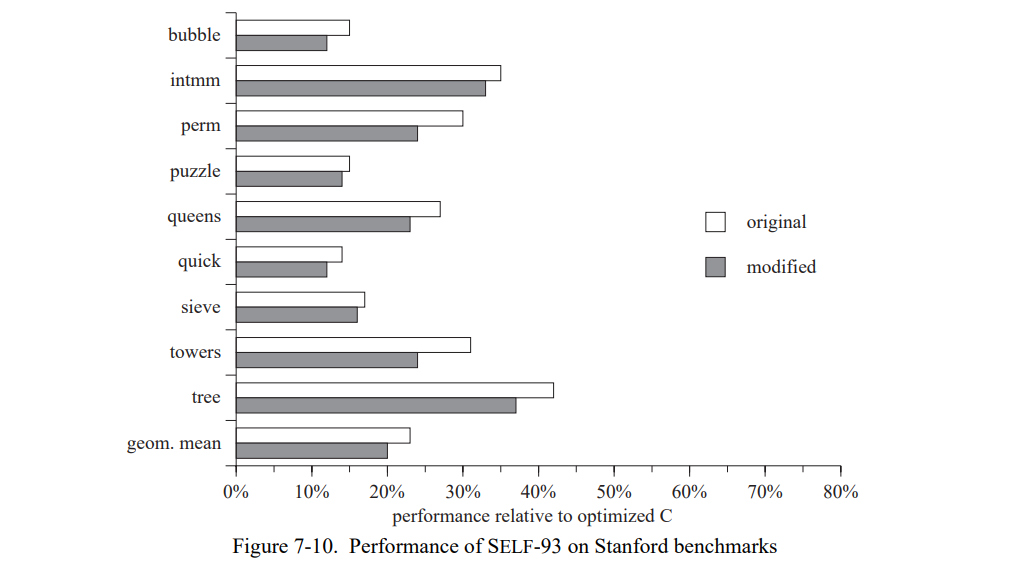 bubble
intmm
perm
puzzle
queens
original
quick
modified
sieve
towers
tree
geom. mean
0% 10% 20% 30% 40% 50% 60% 70% 80%
performance relative to optimized C
Figure 7-10. Performance of SELF-93 on Stanford benchmarks